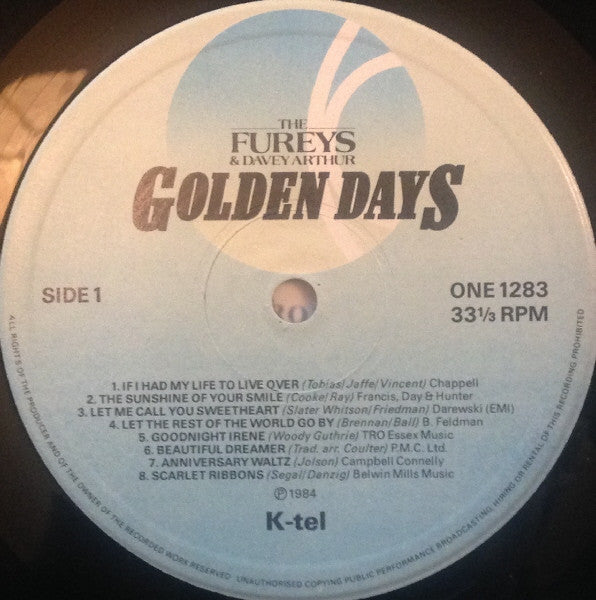 THE
FUREYS
& DAVEY ARTHUR
GOLDEN DAYS
SIDE 1
ONE 1283
33⅓ RPM
1. IF I HAD MY LIFE TO LIVE OVER (Tobias/Jaffe/Vincent) Chappell
2. THE SUNSHINE OF YOUR SMILE (Cooke/Ray) Francis, Day & Hunter
3. LET ME CALL YOU SWEETHEART (Slater Whitson/Friedman) Darewski (EMI)
4. LET THE REST OF THE WORLD GO BY (Brennan/Ball) B. Feldman
5. GOODNIGHT IRENE (Woody Guthrie) TRO Essex Music
6. BEAUTIFUL DREAMER (Trad. arr. Coulter) P.M.C. Ltd.
7. ANNIVERSARY WALTZ (Jolson) Campbell Connelly
8. SCARLET RIBBONS (Segal/Danzig) Belwin Mills Music
℗1984
K-tel
ALL RIGHTS OF THE PRODUCER AND OF THE OWNER OF THE RECORDED WORK RESERVED UNAUTHORISED COPYING PUBLIC PERFORMANCE BROADCASTING HIRING OR RENTAL OF THIS RECORD PROHIBITED